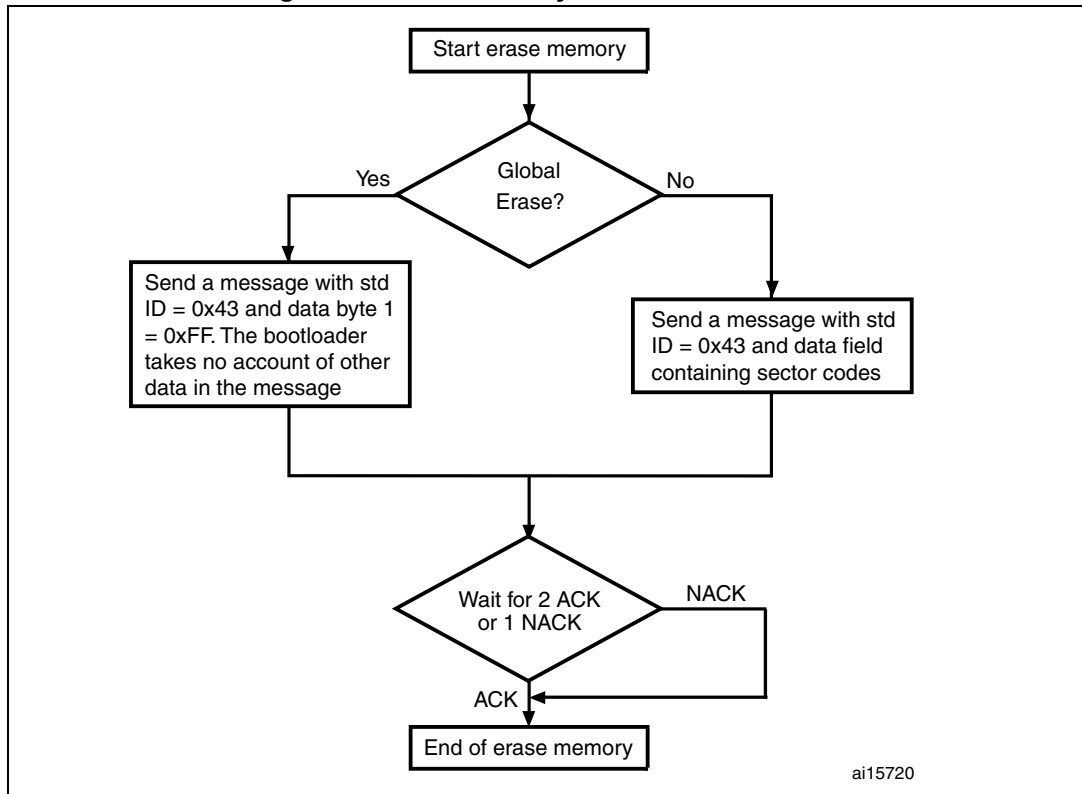 Start erase memory
Global
Erase?
Yes
No
Send a message with std
ID = 0x43 and data byte 1
= 0xFF. The bootloader
takes no account of other
data in the message
Send a message with std
ID = 0x43 and data field
containing sector codes
Wait for 2 ACK
or 1 NACK
NACK
ACK
End of erase memory
ai15720